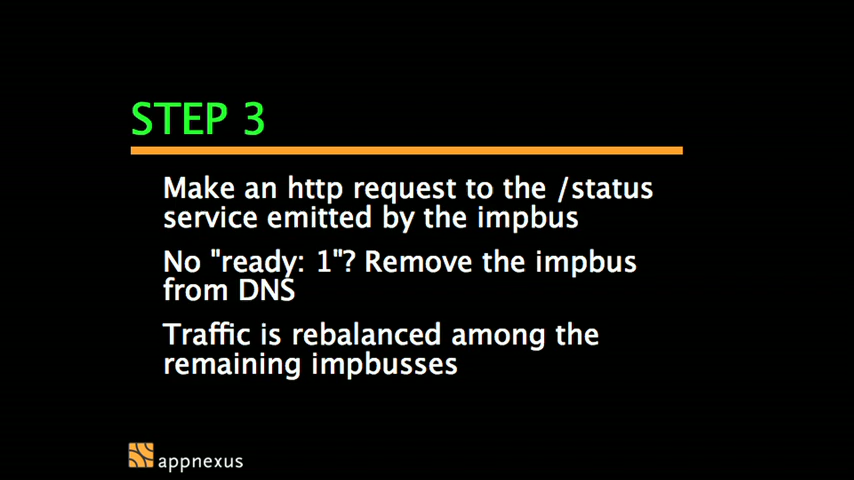 STEP 3
Make an http request to the /status
service emitted by the impbus
No "ready: 1"? Remove the impbus
from DNS
Traffic is rebalanced among the
remaining impbusses
appnexus